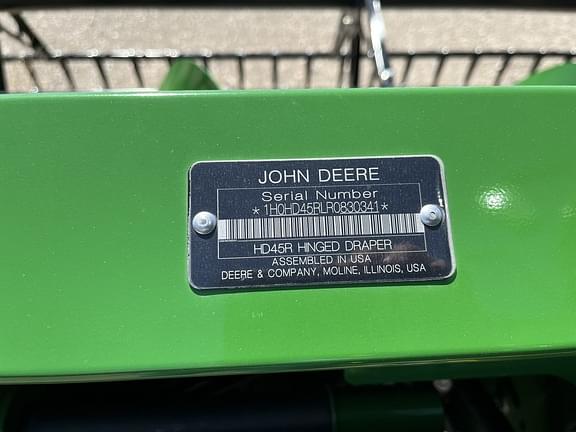 JOHN DEERE
Serial Number
*1H0HD45RLR0830341*
HD45R HINGED DRAPER
ASSEMBLED IN USA
DEERE & COMPANY, MOLINE, ILLINOIS, USA